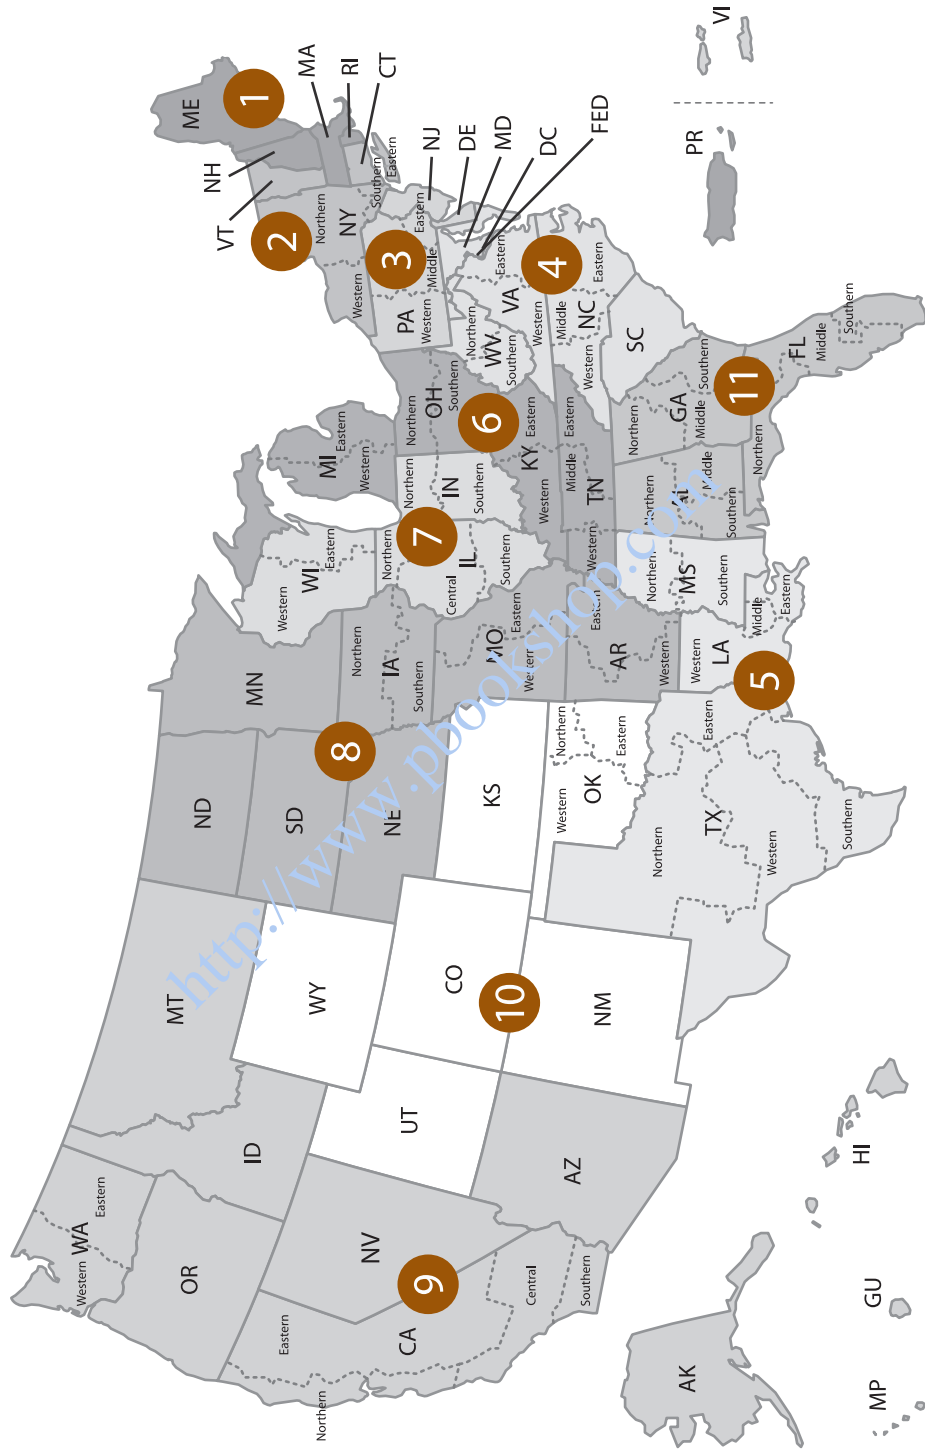 WA
Western
Eastern
OR
ID
MT
NV
CA
Northern
Eastern
Central
Southern
9
UT
AZ
WY
CO
10
NM
ND
SD
NE
KS
8
MN
IA
Northern
Southern
MO
Western
Eastern
AR
Western
Eastern
OK
Western
Northern
Eastern
TX
Northern
Eastern
Western
Southern
5
LA
Western
Middle
Eastern
MS
Northern
Southern
WI
Western
Eastern
IL
Northern
Central
Southern
7
IN
Northern
Southern
MI
Western
Eastern
OH
Northern
Southern
6
KY
Western
Eastern
TN
Western
Middle
Eastern
AL
Northern
Middle
Southern
GA
Northern
Middle
Southern
11
FL
Northern
Middle
Southern
SC
NC
Western
Middle
Eastern
4
VA
Western
Eastern
WV
Northern
Southern
PA
Western
Middle
Eastern
3
NY
Western
Northern
Southern
Eastern
2
VT
NH
ME
1
MA
RI
CT
NJ
DE
MD
DC
FED
PR
VI
AK
HI
GU
MP
http://www.pbookshop.com